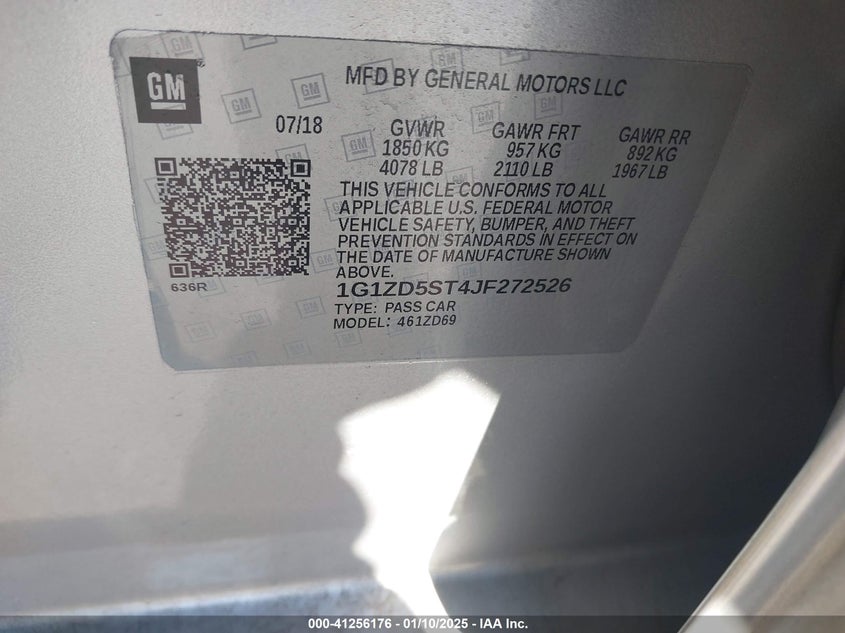 GM
MFD BY GENERAL MOTORS LLC
07/18 GVWR GAWR FRT GAWR RR
1850 KG 957 KG 892 KG
4078 LB 2110 LB 1967 LB
THIS VEHICLE CONFORMS TO ALL
APPLICABLE U.S. FEDERAL MOTOR
VEHICLE SAFETY, BUMPER, AND THEFT
PREVENTION STANDARDS IN EFFECT ON
THE DATE OF MANUFACTURE SHOWN
ABOVE.
636R
1G1ZD5ST4JF272526
TYPE: PASS CAR
MODEL: 461ZD69
000-41256176 - 01/10/2025 - IAA Inc.